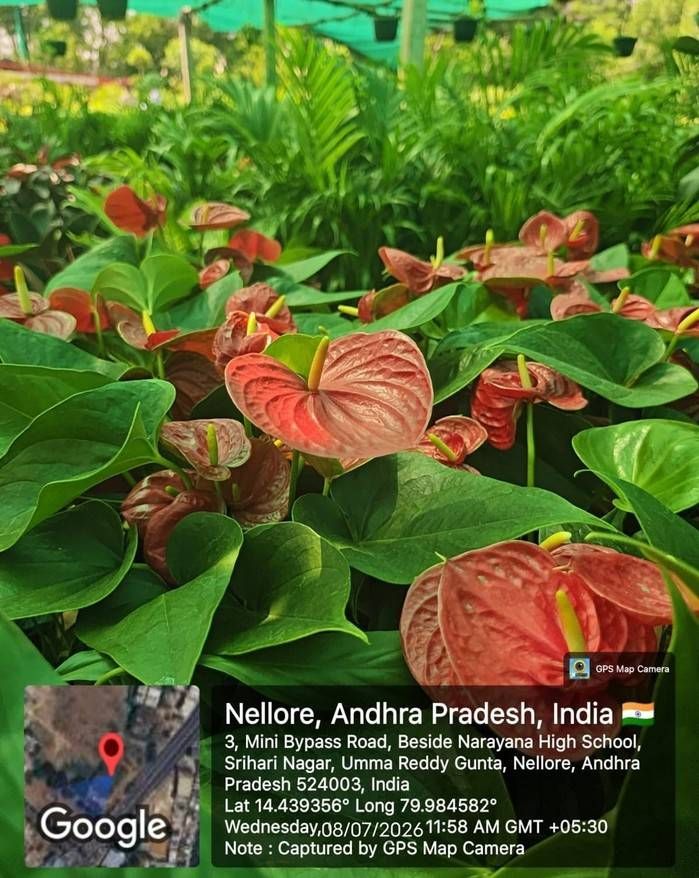 GPS Map Camera
Nellore, Andhra Pradesh, India
3, Mini Bypass Road, Beside Narayana High School,
Srihari Nagar, Umma Reddy Gunta, Nellore, Andhra
Pradesh 524003, India
Lat 14.439356° Long 79.984582°
Wednesday,08/07/2026 11:58 AM GMT +05:30
Note : Captured by GPS Map Camera
Google